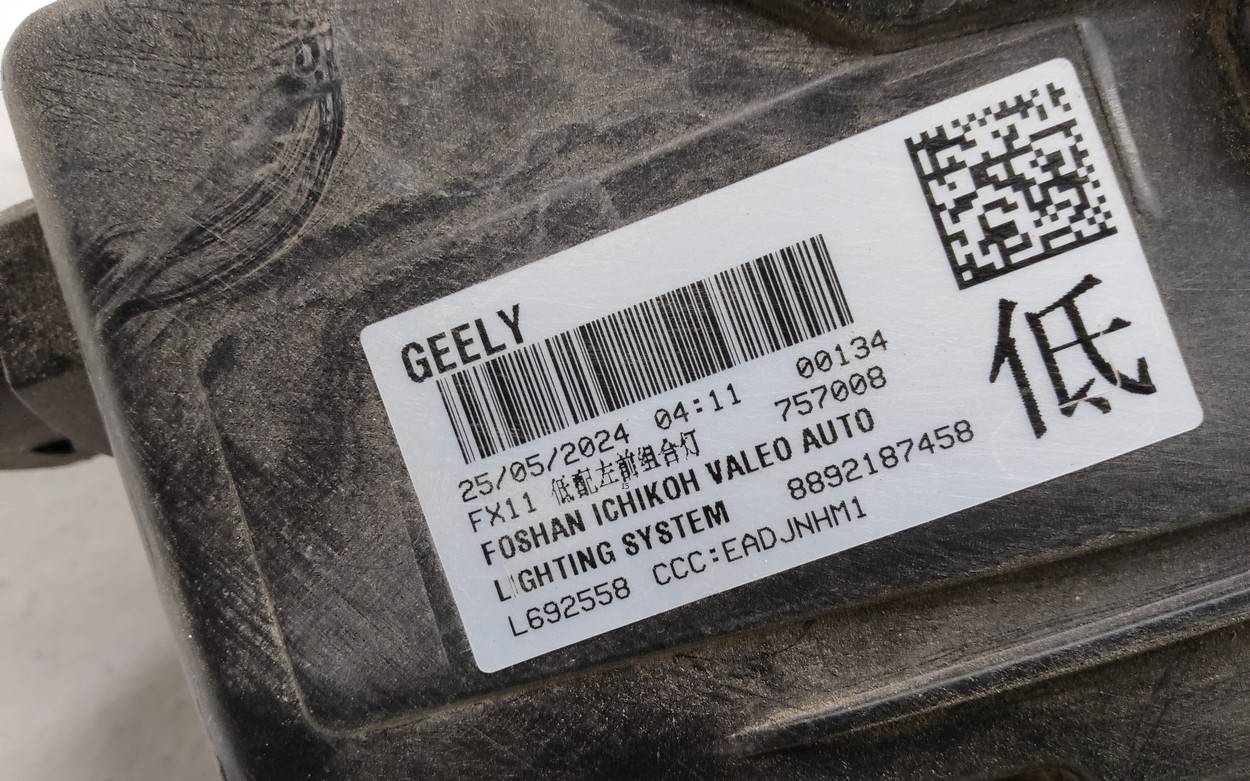 GEELY
25/05/2024 04:11 00134
FX11 低配左前组合灯 757008
FOSHAN ICHIKOH VALEO AUTO
LIGHTING SYSTEM 8892187458
L692558 CCC:EADJNHM1
低